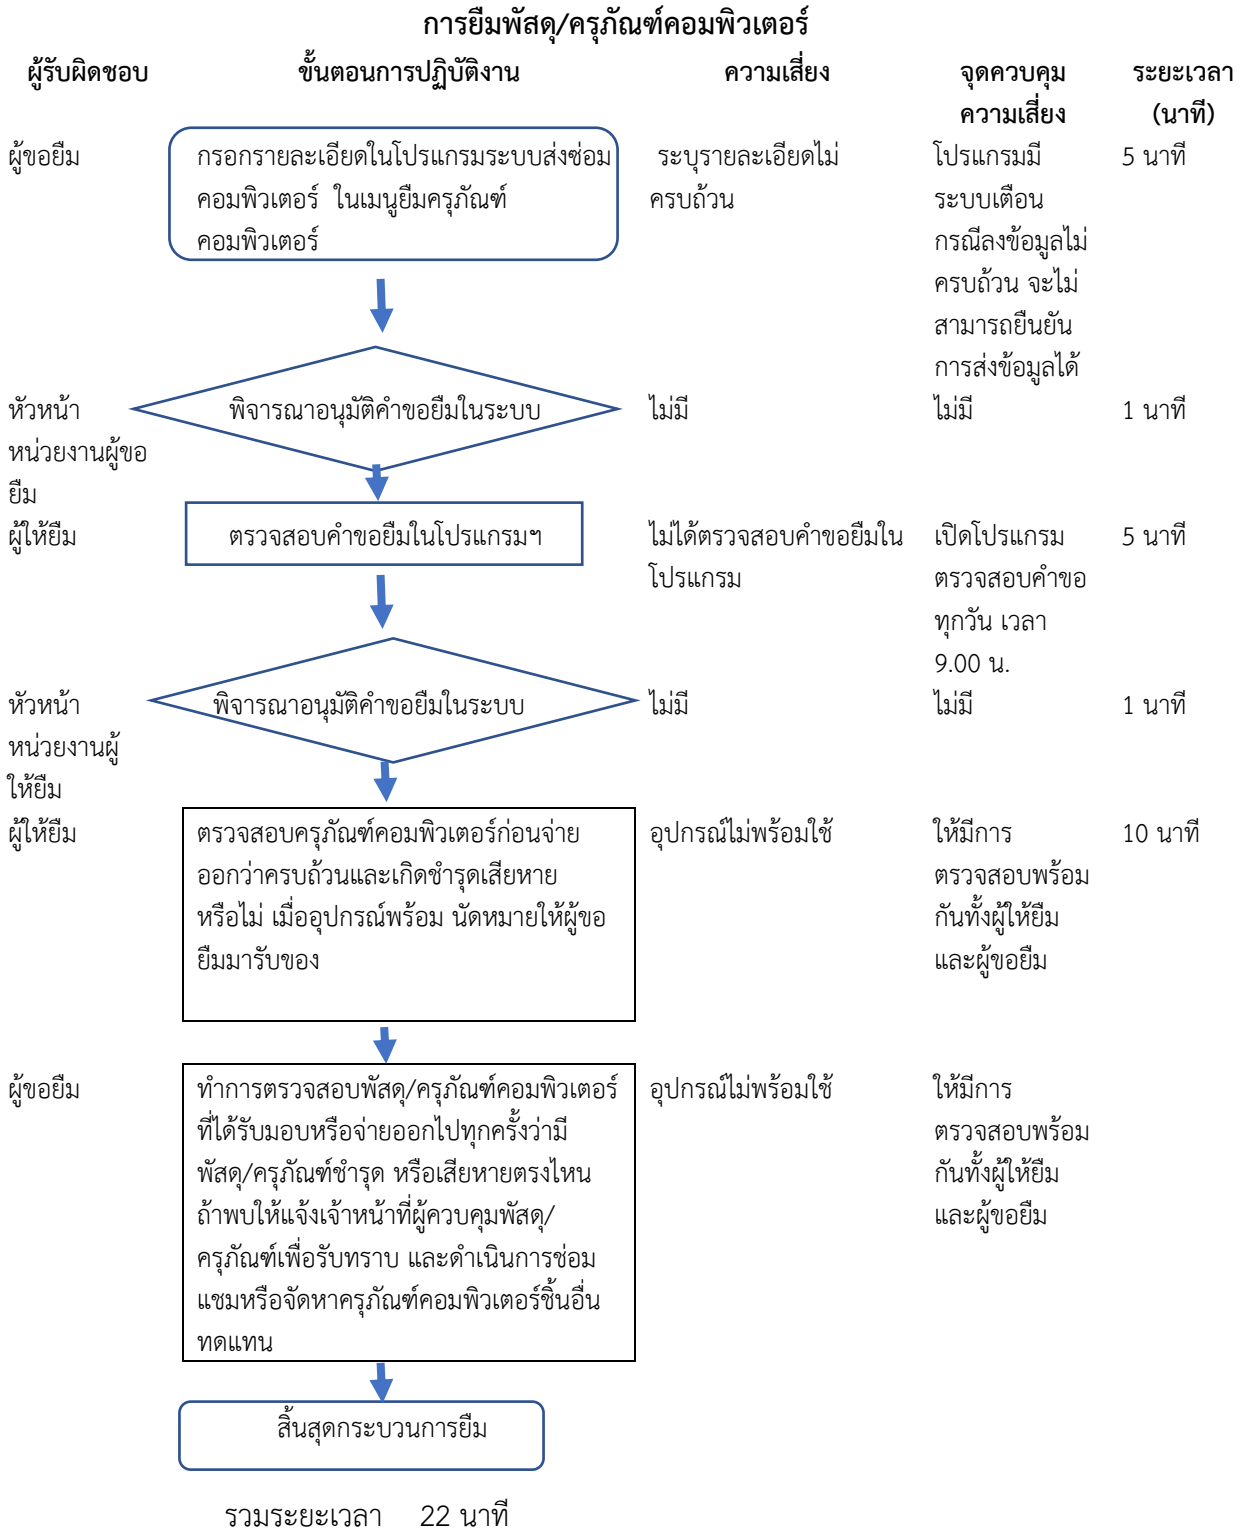 การยืมพัสดุ/ครุภัณฑ์คอมพิวเตอร์
ผู้รับผิดชอบ ขั้นตอนการปฏิบัติงาน ความเสี่ยง จุดควบคุม ระยะเวลา
ความเสี่ยง (นาที)
ผู้ขอยืม กรอกรายละเอียดในโปรแกรมระบบส่งซ่อม ระบุรายละเอียดไม่ โปรแกรมมี 5 นาที
คอมพิวเตอร์ ในเมนูยืมครุภัณฑ์ ครบถ้วน ระบบเตือน
คอมพิวเตอร์ กรณีลงข้อมูลไม่
ครบถ้วน จะไม่
สามารถยืนยัน
การส่งข้อมูลได้
หัวหน้า พิจารณาอนุมัติคำขอยืมในระบบ ไม่มี ไม่มี 1 นาที
หน่วยงานผู้ขอ
ยืม
ผู้ให้ยืม ตรวจสอบคำขอยืมในโปรแกรมฯ ไม่ได้ตรวจสอบคำขอยืมใน เปิดโปรแกรม 5 นาที
โปรแกรม ตรวจสอบคำขอ
ทุกวัน เวลา
9.00 น.
หัวหน้า พิจารณาอนุมัติคำขอยืมในระบบ ไม่มี ไม่มี 1 นาที
หน่วยงานผู้
ให้ยืม
ผู้ให้ยืม ตรวจสอบครุภัณฑ์คอมพิวเตอร์ก่อนจ่าย อุปกรณ์ไม่พร้อมใช้ ให้มีการ 10 นาที
ออกว่าครบถ้วนและเกิดชำรุดเสียหาย ตรวจสอบพร้อม
หรือไม่ เมื่ออุปกรณ์พร้อม นัดหมายให้ผู้ขอ กันทั้งผู้ให้ยืม
ยืมมารับของ และผู้ขอยืม
ผู้ขอยืม ทำการตรวจสอบพัสดุ/ครุภัณฑ์คอมพิวเตอร์ อุปกรณ์ไม่พร้อมใช้ ให้มีการ
ที่ได้รับมอบหรือจ่ายออกไปทุกครั้งว่ามี ตรวจสอบพร้อม
พัสดุ/ครุภัณฑ์ชำรุด หรือเสียหายตรงไหน กันทั้งผู้ให้ยืม
ถ้าพบให้แจ้งเจ้าหน้าที่ผู้ควบคุมพัสดุ/ และผู้ขอยืม
ครุภัณฑ์เพื่อรับทราบ และดำเนินการซ่อม
แซมหรือจัดหาครุภัณฑ์คอมพิวเตอร์ชิ้นอื่น
ทดแทน
สิ้นสุดกระบวนการยืม
รวมระยะเวลา 22 นาที